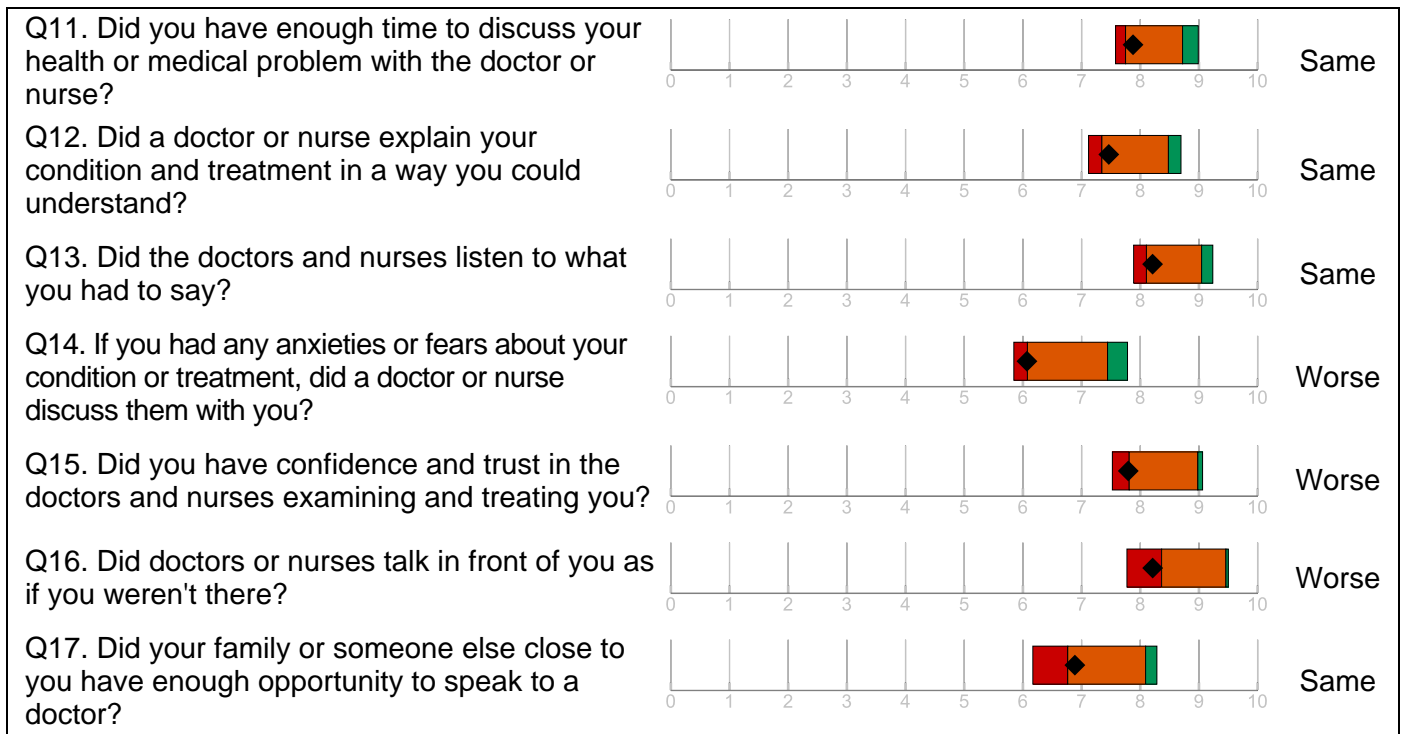 Q11. Did you have enough time to discuss your
health or medical problem with the doctor or
nurse?
0 1 2 3 4 5 6 7 8 9 10
Same
Q12. Did a doctor or nurse explain your
condition and treatment in a way you could
understand?
0 1 2 3 4 5 6 7 8 9 10
Same
Q13. Did the doctors and nurses listen to what
you had to say?
0 1 2 3 4 5 6 7 8 9 10
Same
Q14. If you had any anxieties or fears about your
condition or treatment, did a doctor or nurse
discuss them with you?
0 1 2 3 4 5 6 7 8 9 10
Worse
Q15. Did you have confidence and trust in the
doctors and nurses examining and treating you?
0 1 2 3 4 5 6 7 8 9 10
Worse
Q16. Did doctors or nurses talk in front of you as
if you weren't there?
0 1 2 3 4 5 6 7 8 9 10
Worse
Q17. Did your family or someone else close to
you have enough opportunity to speak to a
doctor?
0 1 2 3 4 5 6 7 8 9 10
Same